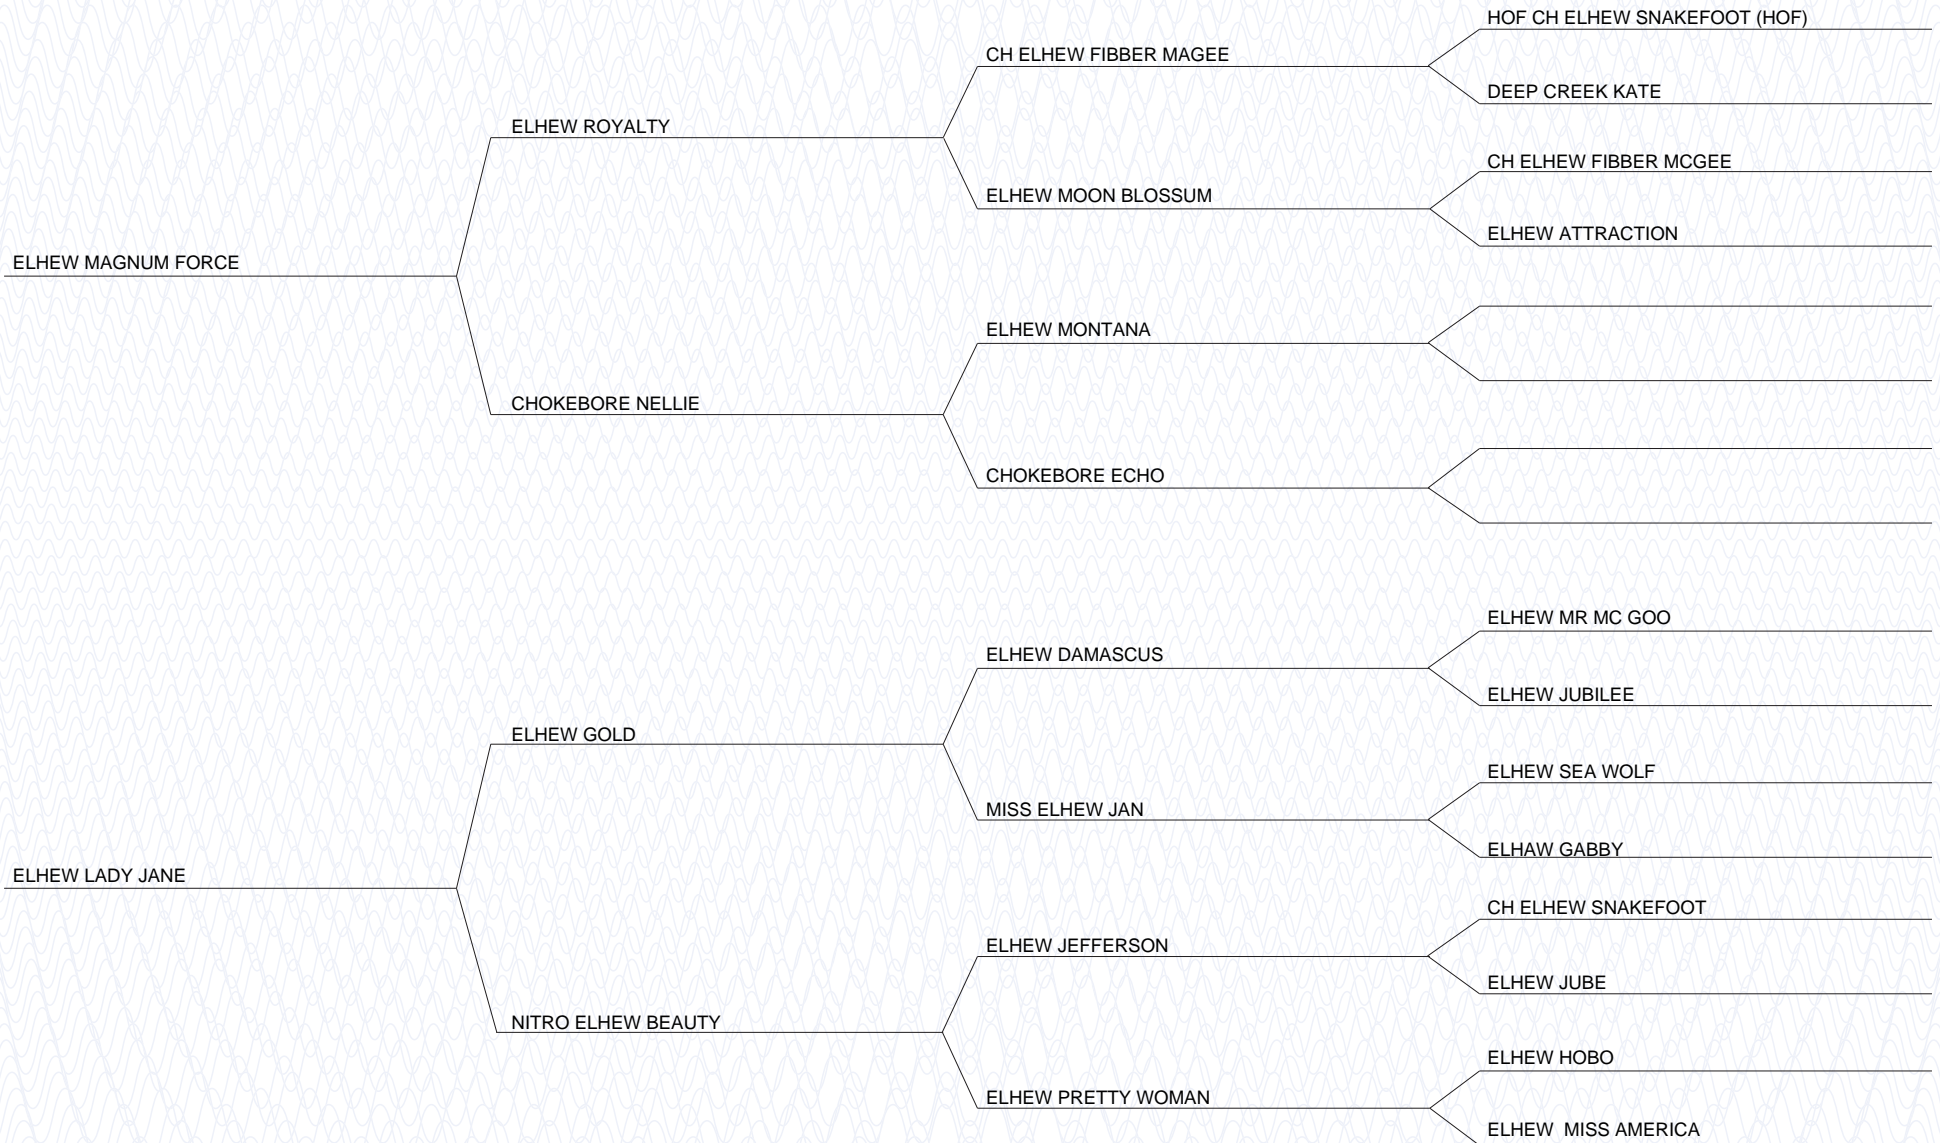 HOF CH ELHEW SNAKEFOOT (HOF)
CH ELHEW FIBBER MAGEE
DEEP CREEK KATE
ELHEW ROYALTY
CH ELHEW FIBBER MCGEE
ELHEW MOON BLOSSUM
ELHEW ATTRACTION
ELHEW MAGNUM FORCE
ELHEW MONTANA
CHOKEBORE NELLIE
CHOKEBORE ECHO
ELHEW MR MC GOO
ELHEW DAMASCUS
ELHEW JUBILEE
ELHEW GOLD
ELHEW SEA WOLF
MISS ELHEW JAN
ELHAW GABBY
ELHEW LADY JANE
CH ELHEW SNAKEFOOT
ELHEW JEFFERSON
ELHEW JUBE
NITRO ELHEW BEAUTY
ELHEW HOBO
ELHEW PRETTY WOMAN
ELHEW MISS AMERICA